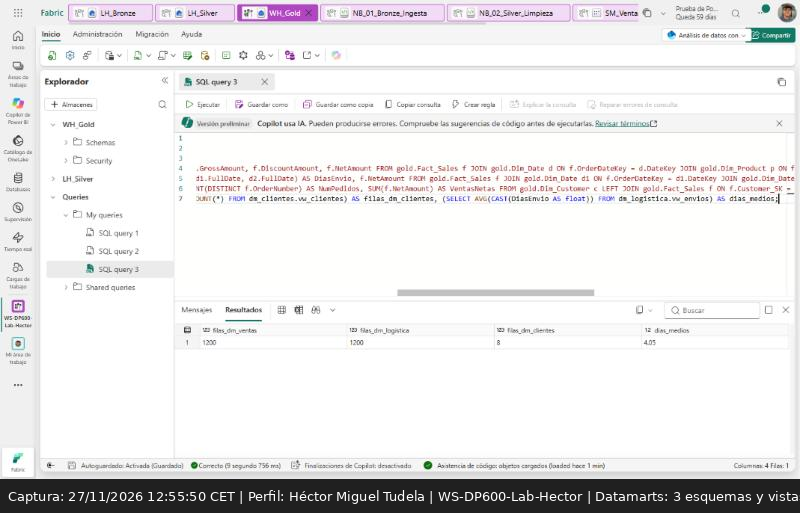 Fabric
LH_Bronze
LH_Silver
WH_Gold
NB_01_Bronze_Ingesta
NB_02_Silver_Limpieza
SM_Venta
Prueba de Po...
Quede 59 días
Inicio
Administración
Migración
Ayuda
Análisis de datos con
Compartir
Inicio
Áreas de trabajo
Copilot de Power BI
Catálogo de OneLake
Databases
Supervisión
Tiempo real
Cargas de trabajo
WS-DP600-Lab-Hector
Mi área de trabajo
Fabric
Explorador
+ Almacenes
WH_Gold
Schemas
Security
LH_Silver
Queries
My queries
SQL query 1
SQL query 2
SQL query 3
Shared queries
SQL query 3
Ejecutar
Guardar como
Guardar como copia
Copiar consulta
Crear regla
Explicar la consulta
Reparar errores de consulta
Versión preliminar
Copilot usa IA. Pueden producirse errores. Compruebe las sugerencias de código antes de ejecutarlas. Revisar términos
1
2
3
4 .GrossAmount, f.DiscountAmount, f.NetAmount FROM gold.Fact_Sales f JOIN gold.Dim_Date d ON f.OrderDateKey = d.DateKey JOIN gold.Dim_Product p ON f
5 d1.FullDate, d2.FullDate) AS DiasEnvio, f.NetAmount FROM gold.Fact_Sales f JOIN gold.Dim_Date d1 ON f.OrderDateKey = d1.DateKey JOIN gold.Dim_Date
6 NT(DISTINCT f.OrderNumber) AS NumPedidos, SUM(f.NetAmount) AS VentasNetas FROM gold.Dim_Customer c LEFT JOIN gold.Fact_Sales f ON f.Customer_SK =
7 OUNT(*) FROM dm_clientes.vw_clientes) AS filas_dm_clientes, (SELECT AVG(CAST(DiasEnvio AS float)) FROM dm_logistica.vw_envios) AS dias_medios;
Mensajes
Resultados
Buscar
filas_dm_ventas
filas_dm_logistica
filas_dm_clientes
dias_medios
1 1200 1200 8 4.05
Autoguardado: Activada (Guardado)
Correcto (9 segundo 756 ms)
Finalizaciones de Copilot: desactivado
Asistencia de código: objetos cargados (loaded hace 1 min)
Columnas: 4 Filas: 1
Captura: 27/11/2026 12:55:50 CET | Perfil: Héctor Miguel Tudela | WS-DP600-Lab-Hector | Datamarts: 3 esquemas y vista